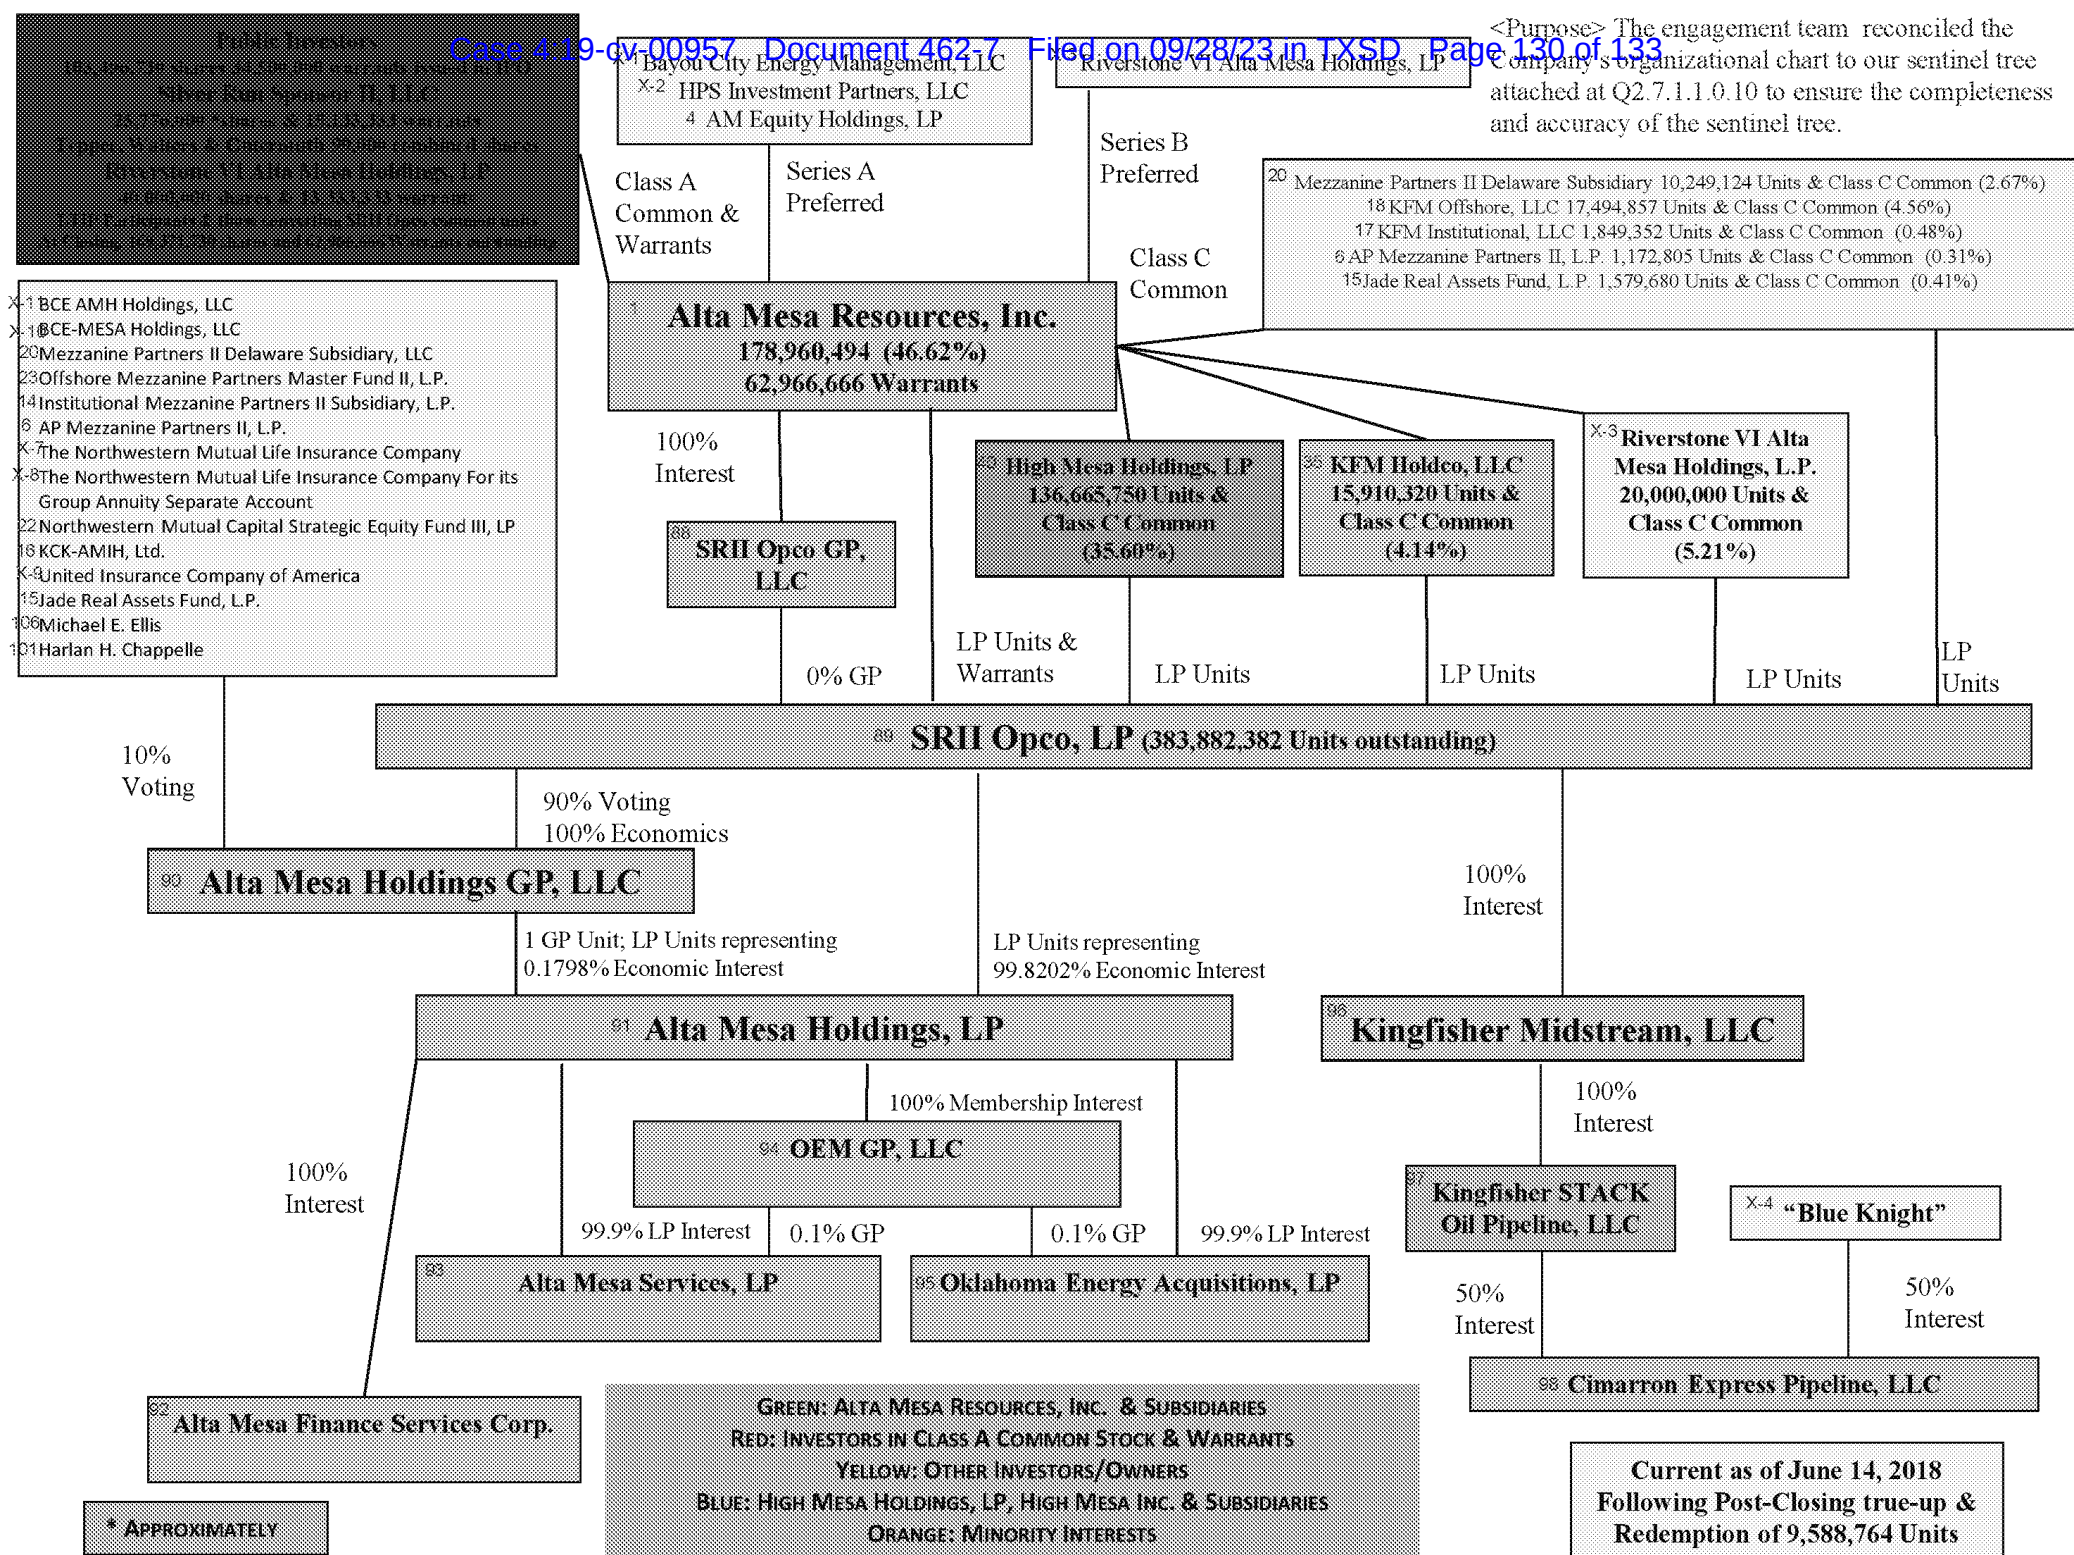 Case 4:19-cv-00957 Document 462-7 Filed on 09/28/23 in TXSD Page 130 of 133
<Purpose> The engagement team reconciled the
Company's organizational chart to our sentinel tree
attached at Q2.7.1.1.0.10 to ensure the completeness
and accuracy of the sentinel tree.
Public Investors
Silver Run Sponsor II, LLC
Riverstone VI Alta Mesa Holdings, L.P.
Bayou City Energy Management, LLC
X-2 HPS Investment Partners, LLC
4 AM Equity Holdings, LP
Riverstone VI Alta Mesa Holdings, LP
Class A
Common &
Warrants
Series A
Preferred
Series B
Preferred
Class C
Common
20 Mezzanine Partners II Delaware Subsidiary 10,249,124 Units & Class C Common (2.67%)
18 KFM Offshore, LLC 17,494,857 Units & Class C Common (4.56%)
17 KFM Institutional, LLC 1,849,352 Units & Class C Common (0.48%)
6 AP Mezzanine Partners II, L.P. 1,172,805 Units & Class C Common (0.31%)
15 Jade Real Assets Fund, L.P. 1,579,680 Units & Class C Common (0.41%)
X-11 BCE AMH Holdings, LLC
X-10 BCE-MESA Holdings, LLC
20 Mezzanine Partners II Delaware Subsidiary, LLC
23 Offshore Mezzanine Partners Master Fund II, L.P.
14 Institutional Mezzanine Partners II Subsidiary, L.P.
6 AP Mezzanine Partners II, L.P.
X-7 The Northwestern Mutual Life Insurance Company
X-8 The Northwestern Mutual Life Insurance Company For its
Group Annuity Separate Account
22 Northwestern Mutual Capital Strategic Equity Fund III, LP
16 KCK-AMIH, Ltd.
X-9 United Insurance Company of America
15 Jade Real Assets Fund, L.P.
106 Michael E. Ellis
101 Harlan H. Chappelle
1 Alta Mesa Resources, Inc.
178,960,494 (46.62%)
62,966,666 Warrants
100%
Interest
High Mesa Holdings, LP
136,665,750 Units &
Class C Common
(35.60%)
KFM Holdco, LLC
15,910,320 Units &
Class C Common
(4.14%)
X-3 Riverstone VI Alta
Mesa Holdings, L.P.
20,000,000 Units &
Class C Common
(5.21%)
88 SRII Opco GP,
LLC
0% GP
LP Units &
Warrants
LP Units
LP Units
LP Units
LP
Units
89 SRII Opco, LP (383,882,382 Units outstanding)
10%
Voting
90% Voting
100% Economics
100%
Interest
90 Alta Mesa Holdings GP, LLC
1 GP Unit; LP Units representing
0.1798% Economic Interest
LP Units representing
99.8202% Economic Interest
91 Alta Mesa Holdings, LP
96 Kingfisher Midstream, LLC
100% Membership Interest
100%
Interest
94 OEM GP, LLC
100%
Interest
97 Kingfisher STACK
Oil Pipeline, LLC
X-4 “Blue Knight”
99.9% LP Interest
0.1% GP
0.1% GP
99.9% LP Interest
93 Alta Mesa Services, LP
95 Oklahoma Energy Acquisitions, LP
50%
Interest
50%
Interest
98 Cimarron Express Pipeline, LLC
92 Alta Mesa Finance Services Corp.
GREEN: ALTA MESA RESOURCES, INC. & SUBSIDIARIES
RED: INVESTORS IN CLASS A COMMON STOCK & WARRANTS
YELLOW: OTHER INVESTORS/OWNERS
BLUE: HIGH MESA HOLDINGS, LP, HIGH MESA INC. & SUBSIDIARIES
ORANGE: MINORITY INTERESTS
* APPROXIMATELY
Current as of June 14, 2018
Following Post-Closing true-up &
Redemption of 9,588,764 Units